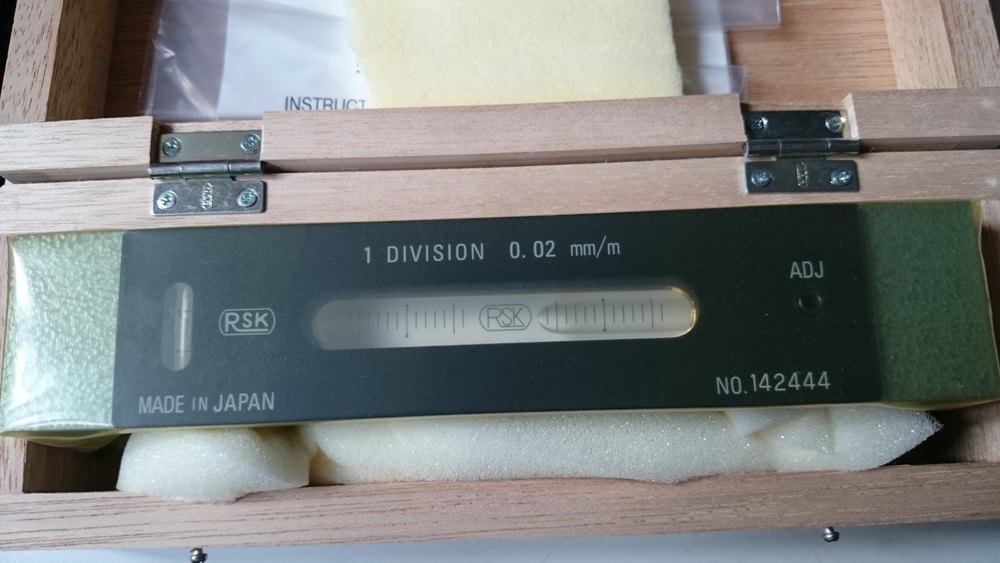 INSTRUCT
1 DIVISION 0.02 mm/m
ADJ
RSK
RSK
NO.142444
MADE IN JAPAN